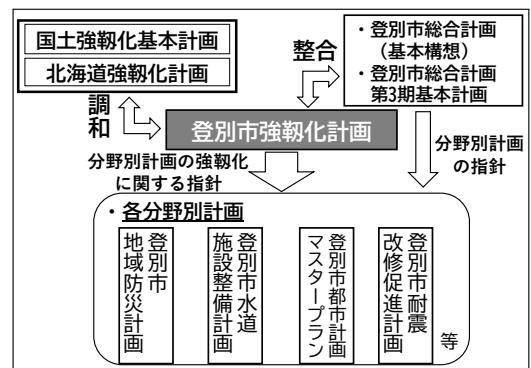 国土強靱化基本計画
北海道強靱化計画
・登別市総合計画
（基本構想）
・登別市総合計画
第3期基本計画
整合
調和
登別市強靱化計画
分野別計画の強靱化
に関する指針
分野別計画
の指針
・各分野別計画
登別市
地域防災計画
登別市水道
施設整備計画
登別市都市計画
マスタープラン
登別市耐震
改修促進計画
等